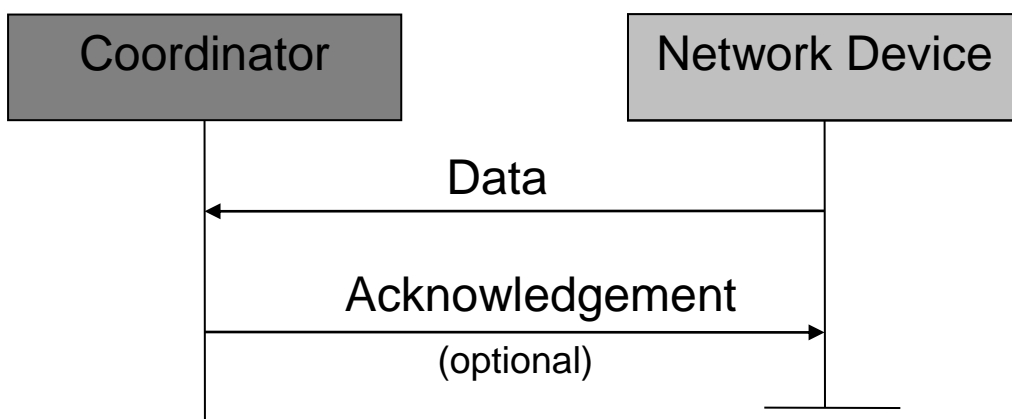 Coordinator
Network Device
Data
Acknowledgement
(optional)